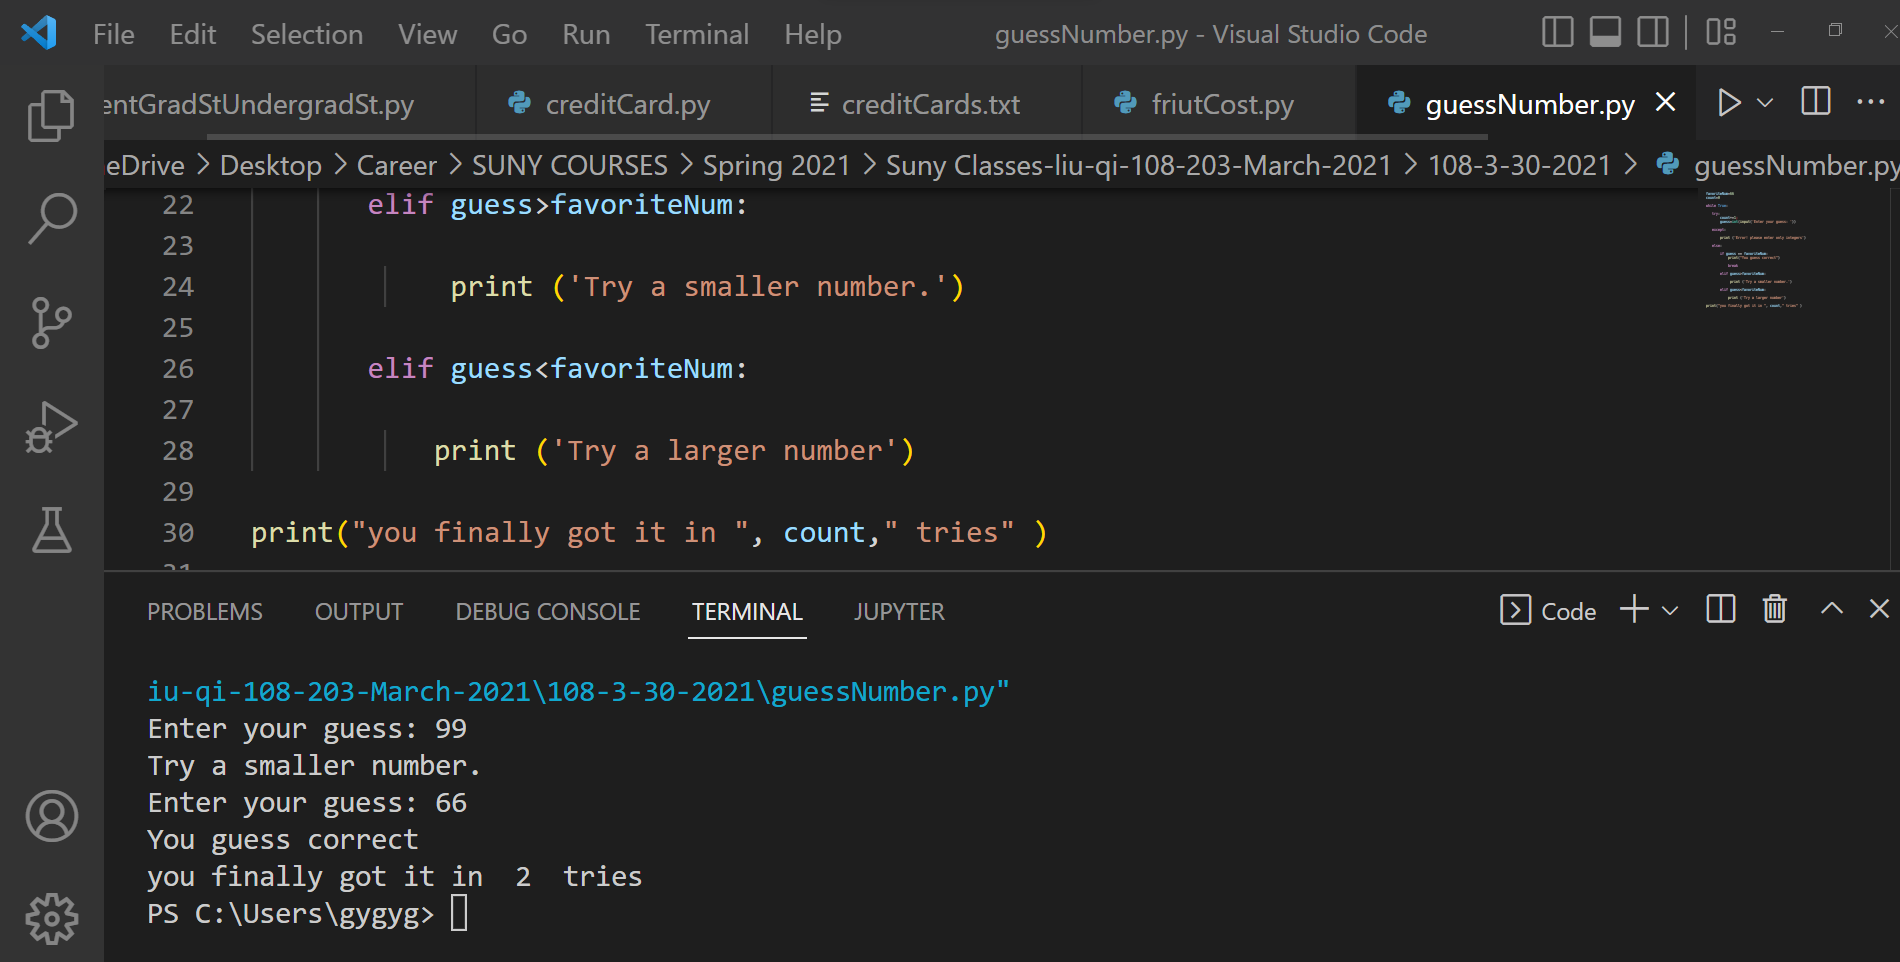 File Edit Selection View Go Run Terminal Help guessNumber.py - Visual Studio Code
entGradStUndergradSt.py creditCard.py creditCards.txt friutCost.py guessNumber.py
eDrive > Desktop > Career > SUNY COURSES > Spring 2021 > Suny Classes-liu-qi-108-203-March-2021 > 108-3-30-2021 > guessNumber.py
22 elif guess>favoriteNum:
23
24 print ('Try a smaller number.')
25
26 elif guess<favoriteNum:
27
28 print ('Try a larger number')
29
30 print("you finally got it in ", count," tries" )
31
PROBLEMS OUTPUT DEBUG CONSOLE TERMINAL JUPYTER Code
iu-qi-108-203-March-2021\108-3-30-2021\guessNumber.py"
Enter your guess: 99
Try a smaller number.
Enter your guess: 66
You guess correct
you finally got it in  2  tries
PS C:\Users\gygyg>